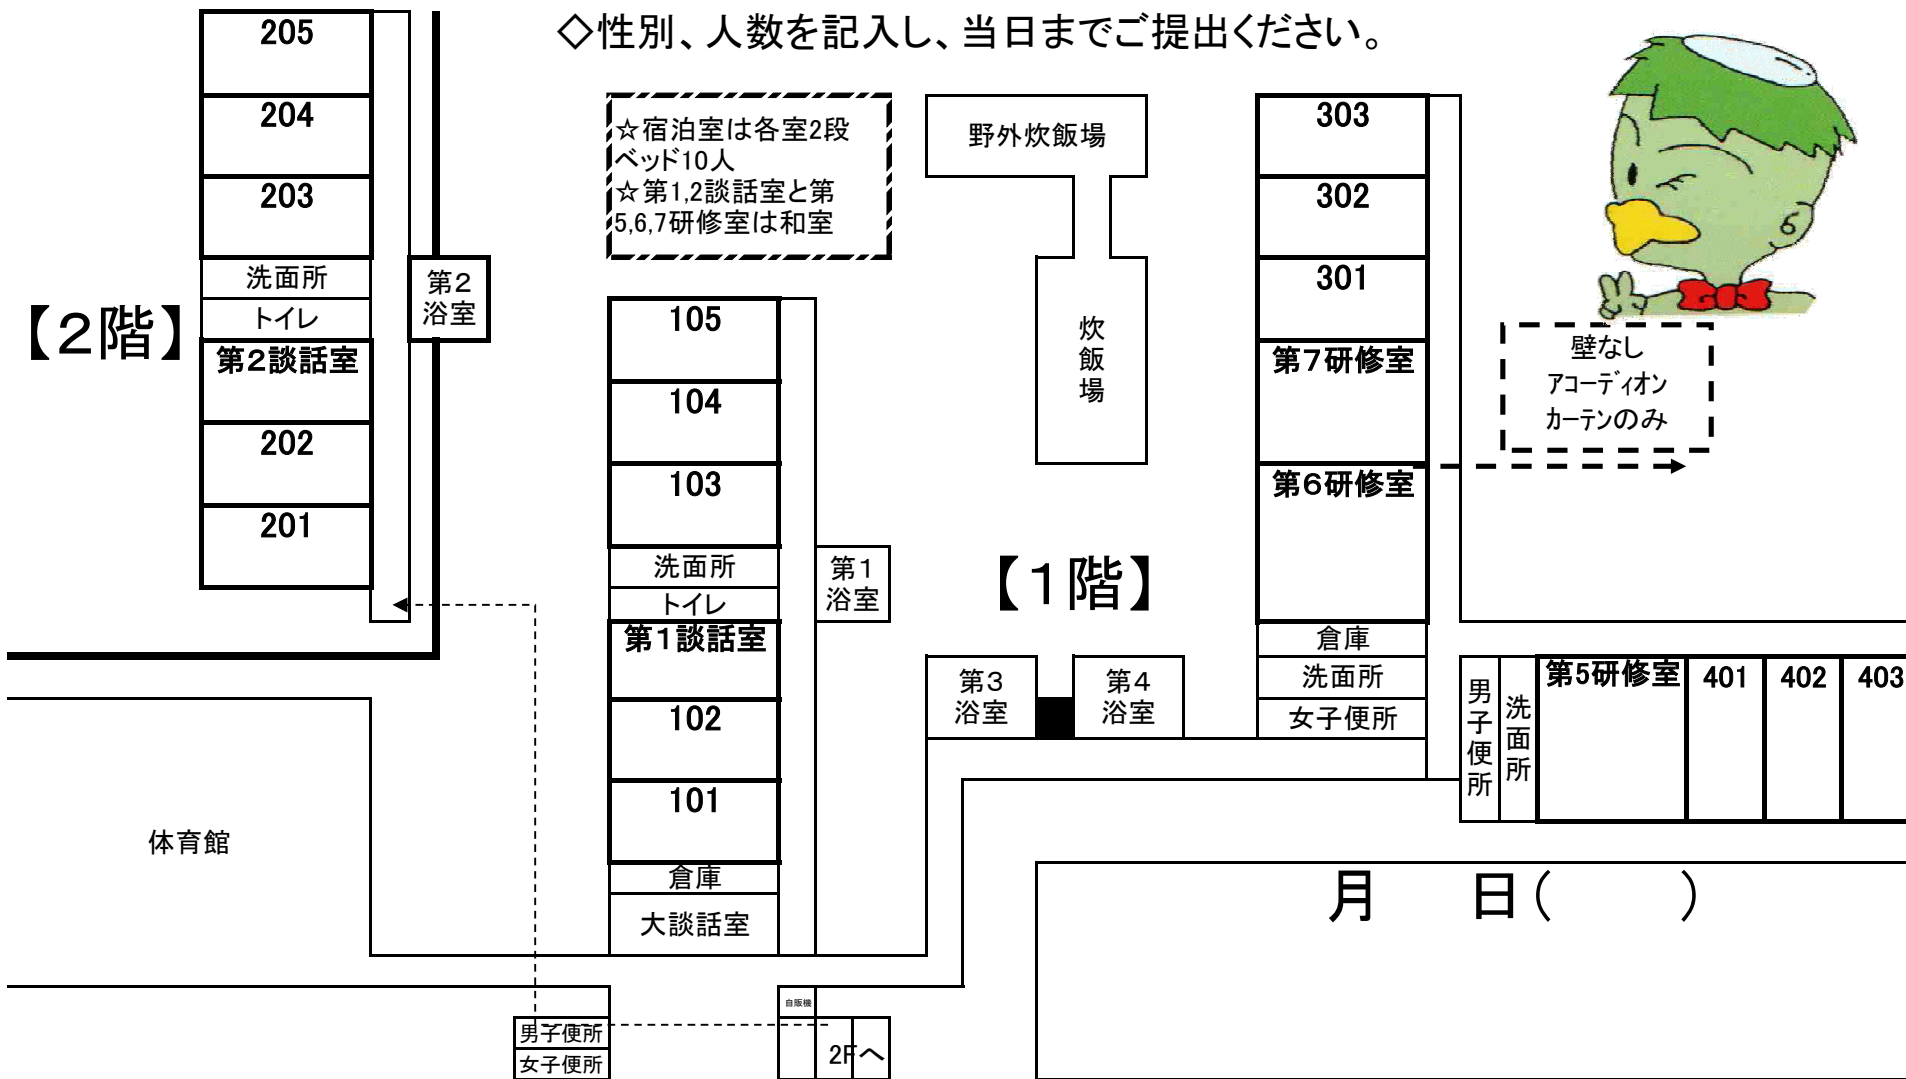 ◇性別、人数を記入し、当日までご提出ください。
205
204
203
洗面所
トイレ
第2談話室
202
201
【2階】
第2
浴室
☆宿泊室は各室2段
ベッド10人
☆第1,2談話室と第
5,6,7研修室は和室
105
104
103
洗面所
トイレ
第1談話室
102
101
倉庫
大談話室
第1
浴室
野外炊飯場
炊飯場
【1階】
第3
浴室
第4
浴室
303
302
301
第7研修室
第6研修室
倉庫
洗面所
女子便所
壁なし
アコーディオン
カーテンのみ
男子便所
洗面所
第5研修室
401
402
403
体育館
月 日( )
自販機
男子便所
女子便所
2Fへ